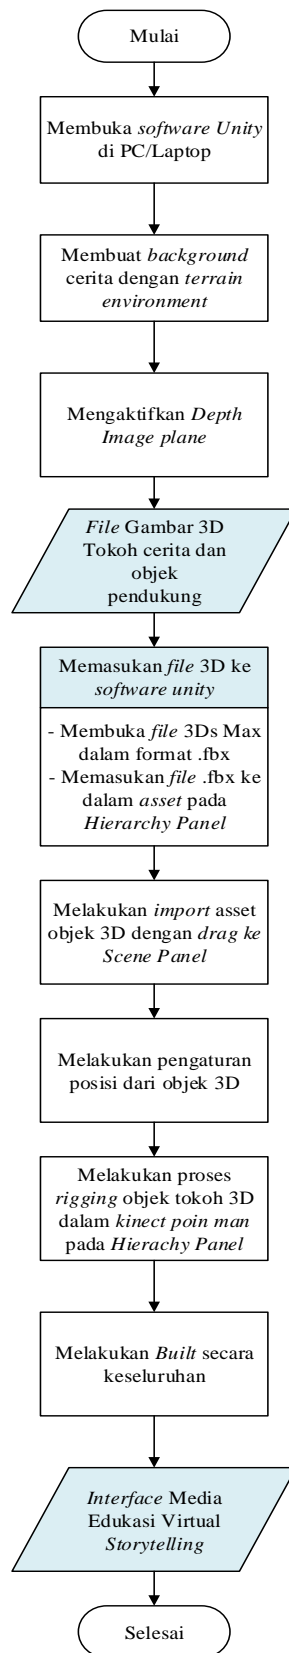 Mulai
Membuka software Unity
di PC/Laptop
Membuat background
cerita dengan terrain
environment
Mengaktifkan Depth
Image plane
File Gambar 3D
Tokoh cerita dan
objek
pendukung
Memasukan file 3D ke
software unity
- Membuka file 3Ds Max
dalam format .fbx
- Memasukan file .fbx ke
dalam asset pada
Hierarchy Panel
Melakukan import asset
objek 3D dengan drag ke
Scene Panel
Melakukan pengaturan
posisi dari objek 3D
Melakukan proses
rigging objek tokoh 3D
dalam kinect poin man
pada Hierachy Panel
Melakukan Built secara
keseluruhan
Interface Media
Edukasi Virtual
Storytelling
Selesai